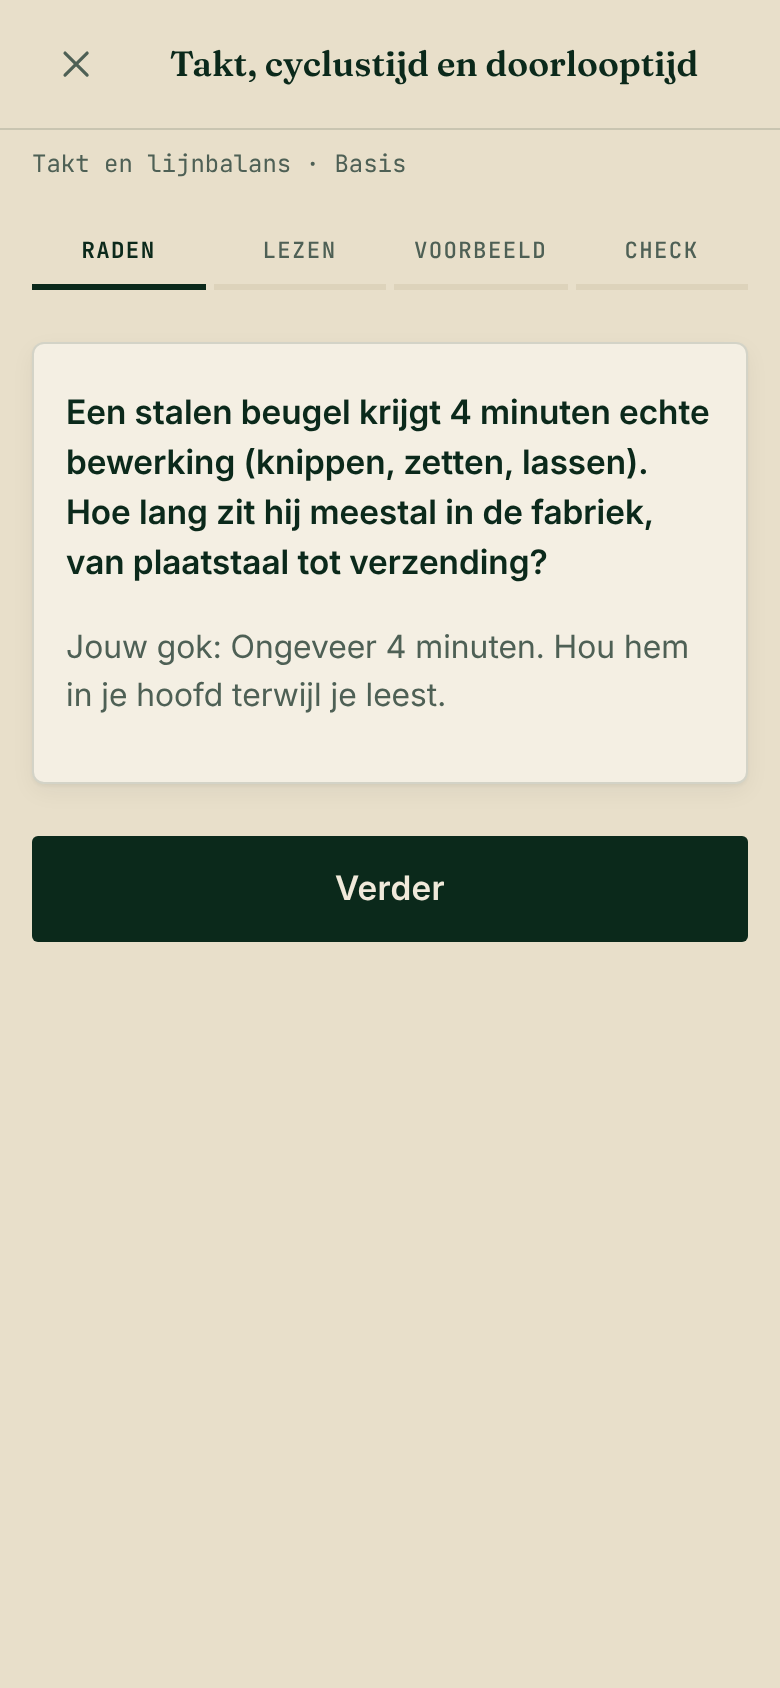 Takt, cyclustijd en doorlooptijd
Takt en lijnbalans · Basis
RADEN
LEZEN
VOORBEELD
CHECK
Een stalen beugel krijgt 4 minuten echte
bewerking (knippen, zetten, lassen).
Hoe lang zit hij meestal in de fabriek,
van plaatstaal tot verzending?
Jouw gok: Ongeveer 4 minuten. Hou hem
in je hoofd terwijl je leest.
Verder